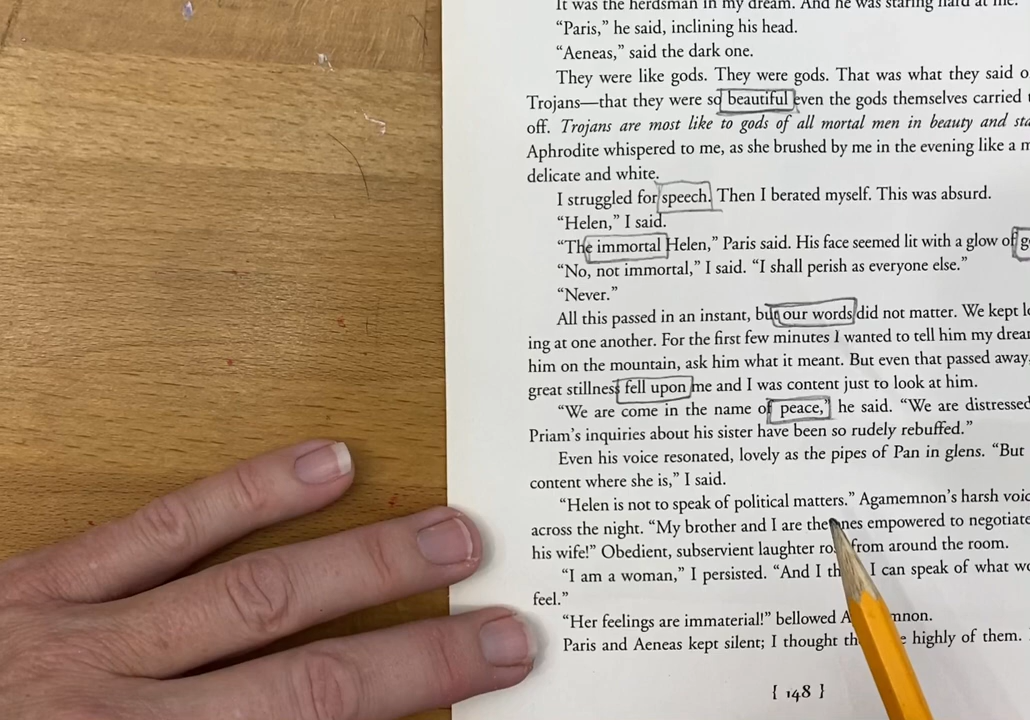 It was the herdsman in my dream. And he was staring hard at me.
“Paris,” he said, inclining his head.
“Aeneas,” said the dark one.
They were like gods. They were gods. That was what they said
Trojans—that they were so beautiful even the gods themselves carried
off. Trojans are most like to gods of all mortal men in beauty and
Aphrodite whispered to me, as she brushed by me in the evening like a
delicate and white.
I struggled for speech. Then I berated myself. This was absurd.
“Helen,” I said.
“The immortal Helen,” Paris said. His face seemed lit with a glow of
“No, not immortal,” I said. “I shall perish as everyone else.”
“Never.”
All this passed in an instant, but our words did not matter. We kept
ing at one another. For the first few minutes I wanted to tell him my
him on the mountain, ask him what it meant. But even that passed away,
great stillness fell upon me and I was content just to look at him.
“We are come in the name of peace,” he said. “We are distressed
Priam’s inquiries about his sister have been so rudely rebuffed.”
Even his voice resonated, lovely as the pipes of Pan in glens. “But
content where she is,” I said.
“Helen is not to speak of political matters.” Agamemnon’s harsh
across the night. “My brother and I are the empowered to negotiate
his wife!” Obedient, subservient laughter from around the room.
“I am a woman,” I persisted. “And I I can speak of what
feel.”
“Her feelings are immaterial!” bellowed
Paris and Aeneas kept silent; I thought highly of them.
{ 148 }